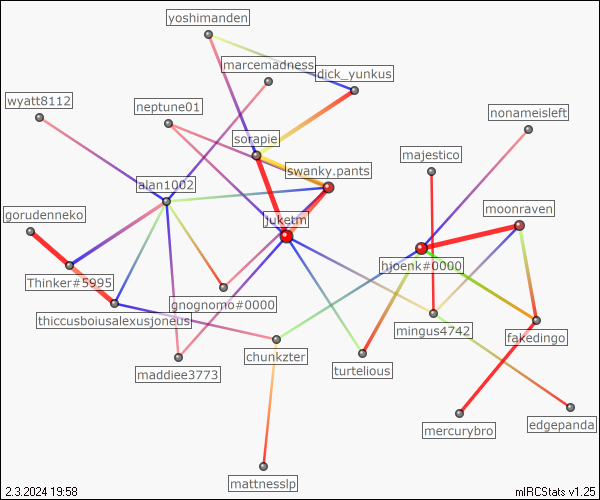 yoshimanden
marcemadness
dick_yunkus
wyatt8112
neptune01
nonameisleft
sorapie
majestico
swanky.pants
alan1002
moonraven
gorudenneko
juketm
hjoenk#0000
Thinker#5995
gnognomo#0000
thiccusboiusalexusjoneus
mingus4742
fakedingo
chunkzter
turtelious
maddiee3773
edgepanda
mercurybro
mattnesslp
2.3.2024 19:58
mIRCStats v1.25